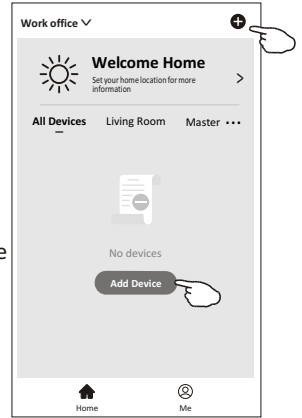 Work office
Welcome Home
Set your home location for more
information
All Devices Living Room Master ...
e
No devices
Add Device
Home Me